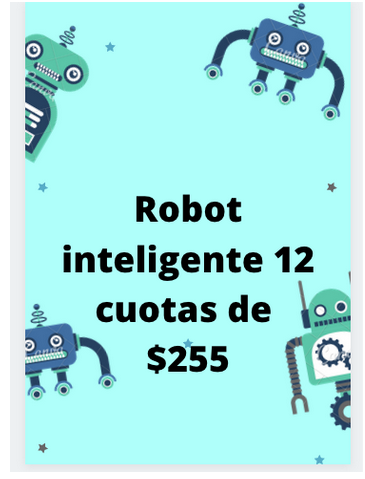 Robot
inteligente 12
cuotas de
$255